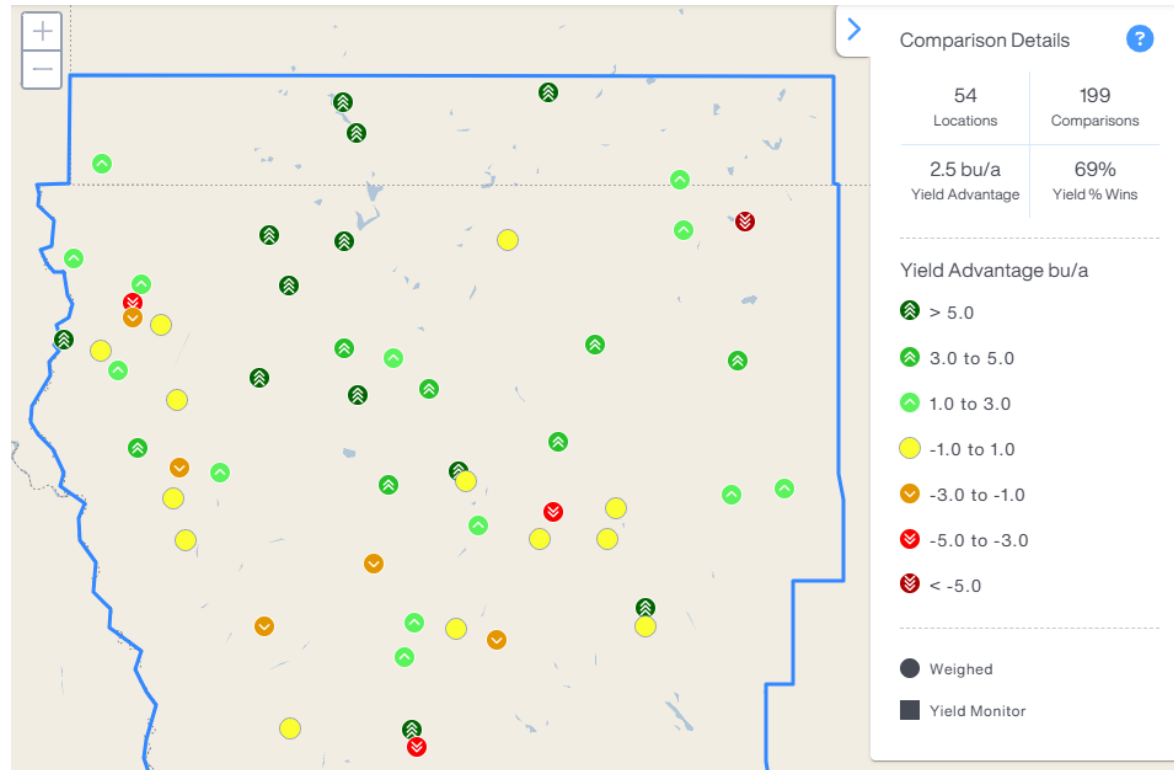 +
−
Comparison Details
?
54
Locations
199
Comparisons
2.5 bu/a
Yield Advantage
69%
Yield % Wins
Yield Advantage bu/a
> 5.0
3.0 to 5.0
1.0 to 3.0
-1.0 to 1.0
-3.0 to -1.0
-5.0 to -3.0
< -5.0
Weighed
Yield Monitor